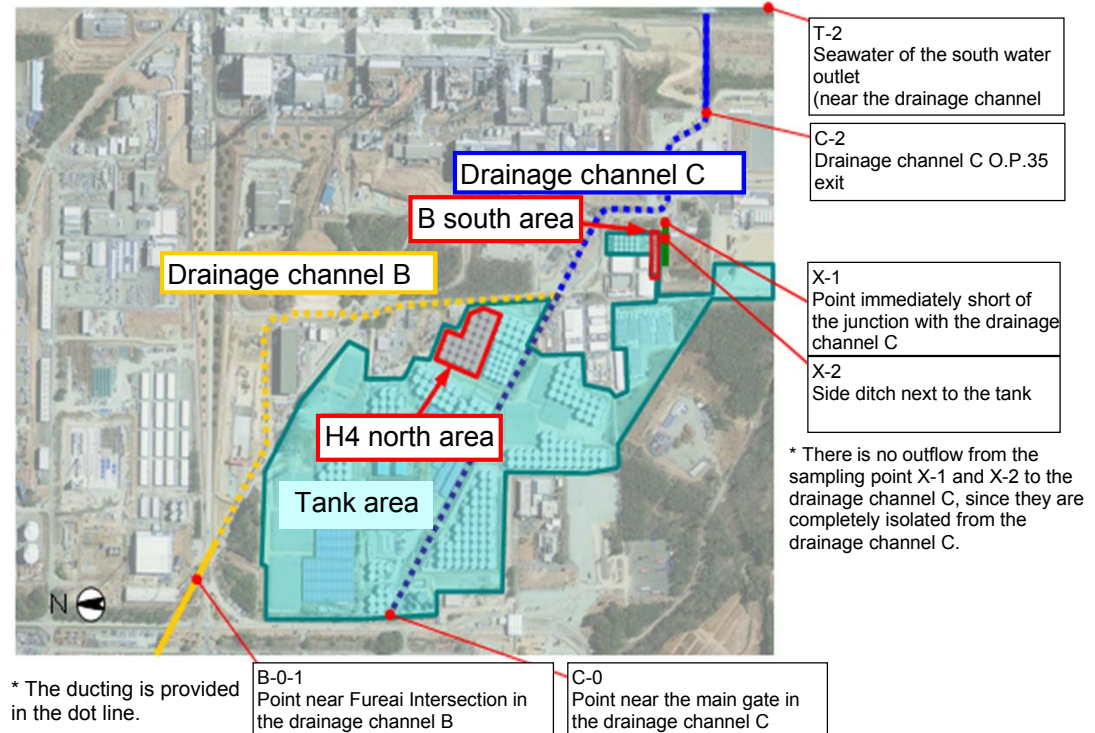 T-2
Seawater of the south water
outlet
(near the drainage channel
C-2
Drainage channel C O.P.35
exit
Drainage channel C
B south area
Drainage channel B
X-1
Point immediately short of
the junction with the drainage
channel C
X-2
Side ditch next to the tank
H4 north area
* There is no outflow from the
sampling point X-1 and X-2 to the
drainage channel C, since they are
completely isolated from the
drainage channel C.
Tank area
N
* The ducting is provided
in the dot line.
B-0-1
Point near Fureai Intersection in
the drainage channel B
C-0
Point near the main gate in
the drainage channel C